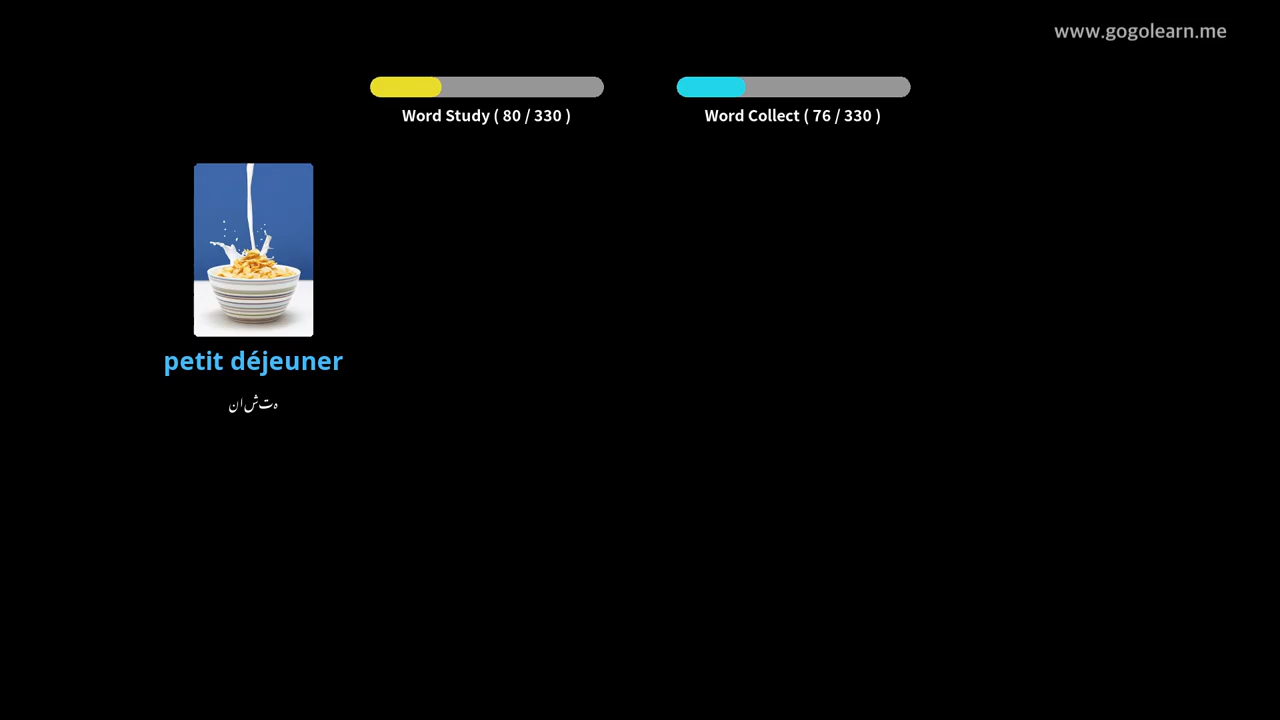 www.gogolearn.me
Word Study ( 80 / 330 )
Word Collect ( 76 / 330 )
petit déjeuner
ناشتہ